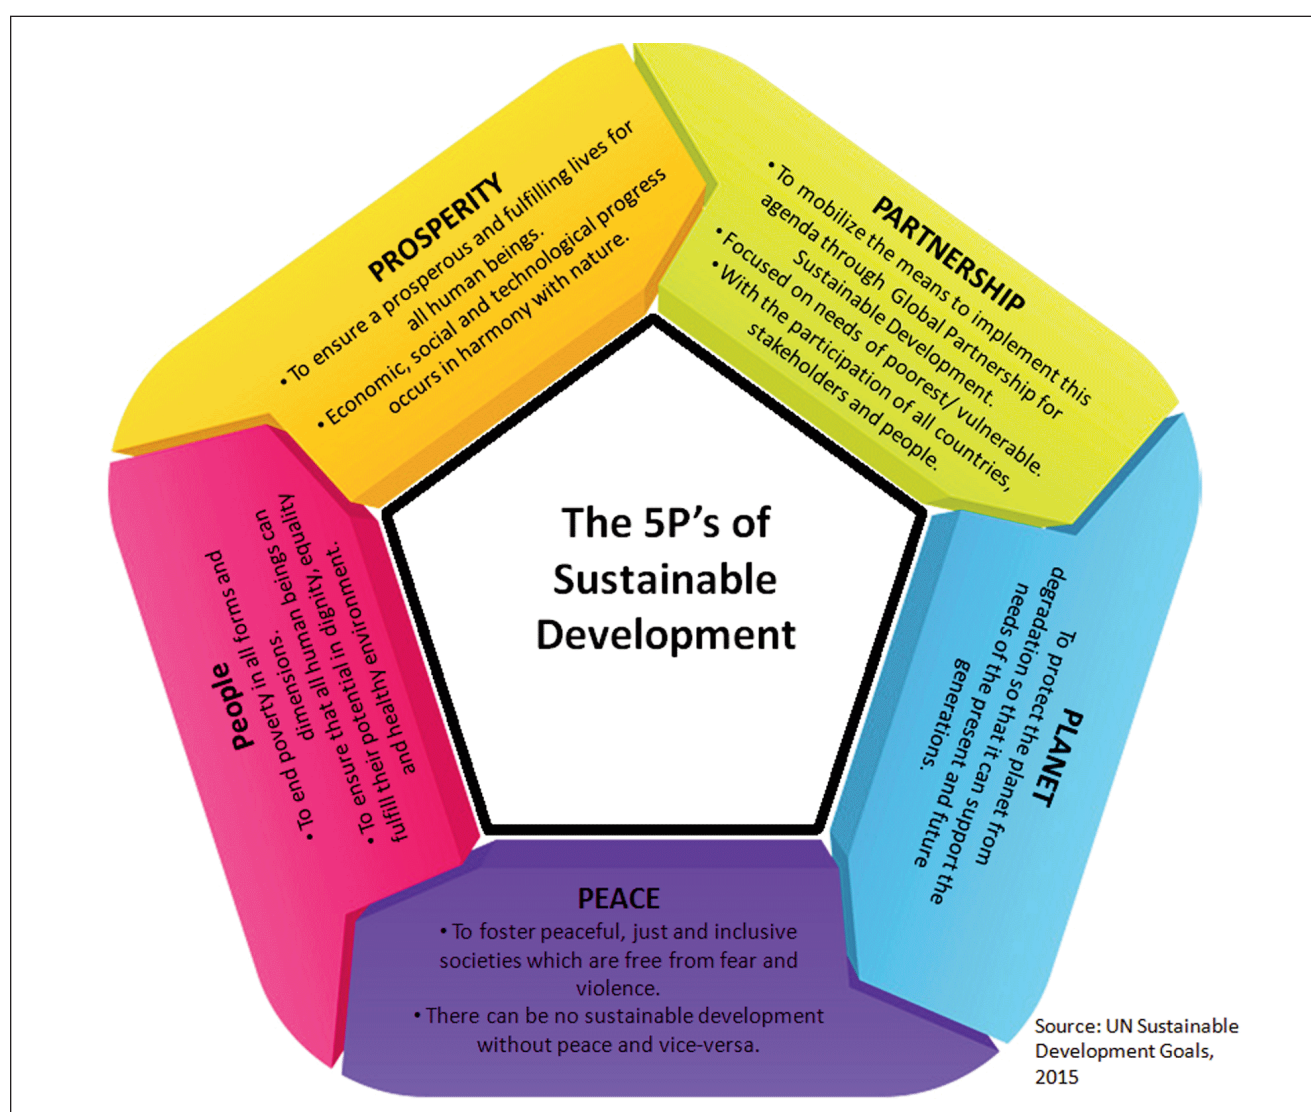 The 5P's of
Sustainable
Development
PROSPERITY
• To ensure a prosperous and fulfilling lives for
all human beings.
• Economic, social and technological progress
occurs in harmony with nature.
PARTNERSHIP
• To mobilize the means to implement this
agenda through Global Partnership for
Sustainable Development.
• Focused on needs of poorest/ vulnerable.
• With the participation of all countries,
stakeholders and people.
PLANET
To protect the planet from
degradation so that it can support the
needs of the present and future
generations.
PEACE
• To foster peaceful, just and inclusive
societies which are free from fear and
violence.
• There can be no sustainable development
without peace and vice-versa.
People
• To end poverty in all forms and
dimensions.
• To ensure that all human beings can
fulfill their potential in dignity, equality
and healthy environment.
Source: UN Sustainable
Development Goals,
2015